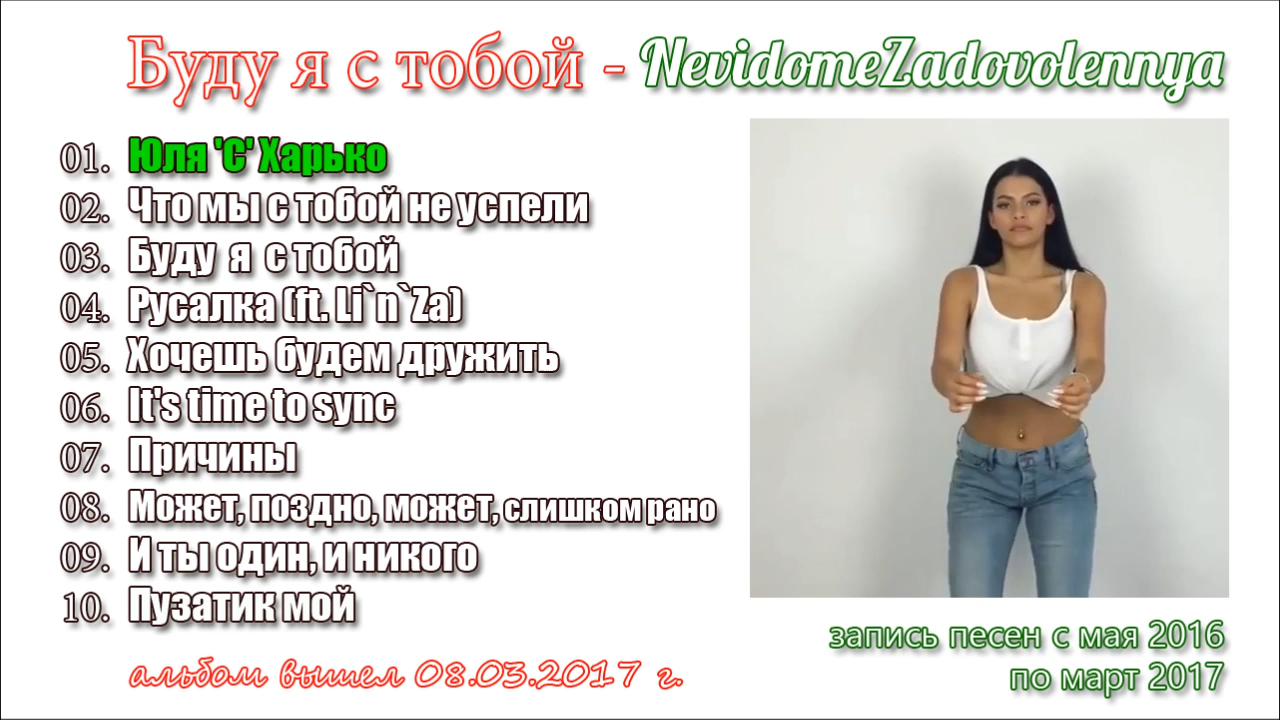 Буду я с тобой - NevidomeZadovolennya
01. Юля 'С' Харько
02. Что мы с тобой не успели
03. Буду я с тобой
04. Русалка (ft. Li`n`Za)
05. Хочешь будем дружить
06. It's time to sync
07. Причины
08. Может, поздно, может, слишком рано
09. И ты один, и никого
10. Пузатик мой
запись песен с мая 2016
по март 2017
альбом вышел 08.03.2017 г.